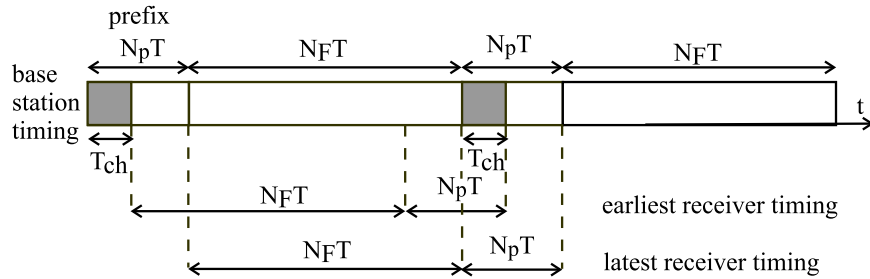 prefix
NpT NFT NpT NFT
base
station
timing
t
Tch Tch
NFT NpT
earliest receiver timing
NFT NpT
latest receiver timing